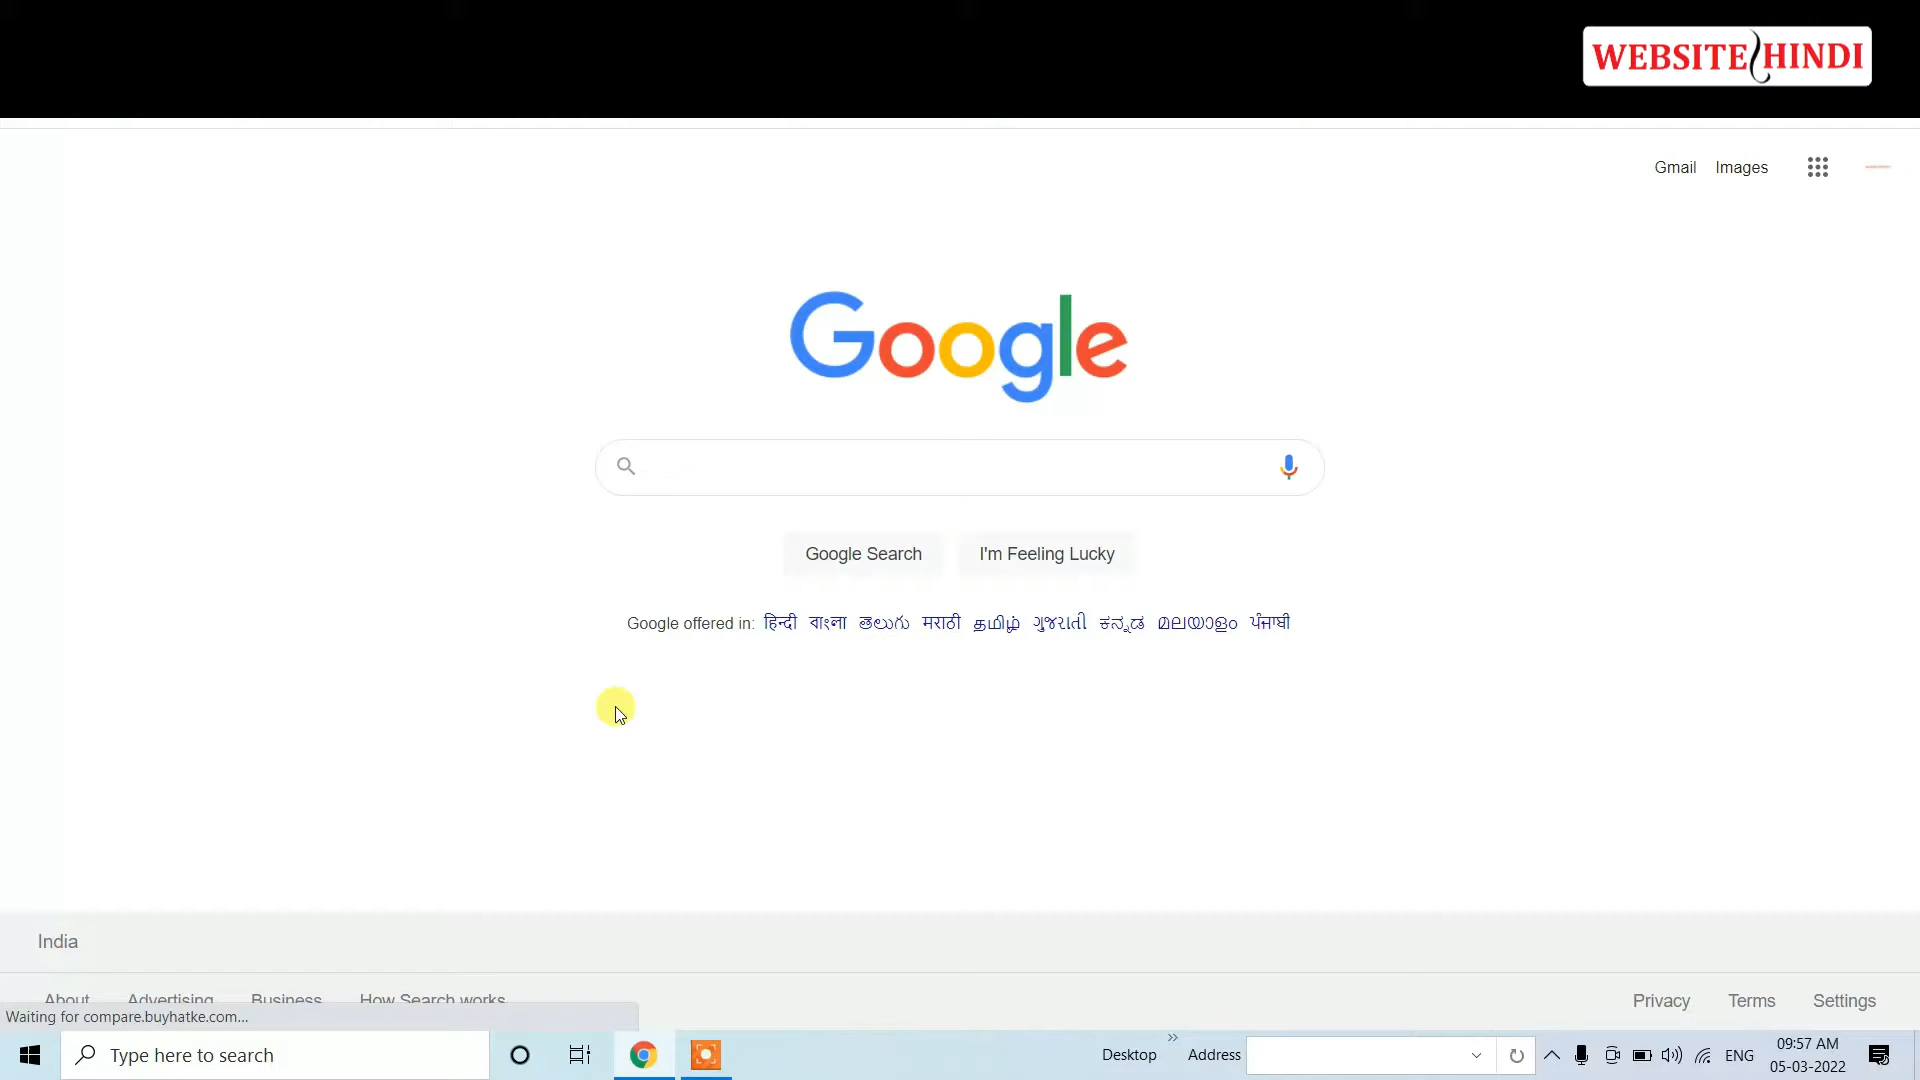 WEBSITE HINDI
Gmail Images
Google
Google Search I'm Feeling Lucky
Google offered in: हिन्दी বাংলা తెలుగు मराठी தமிழ் ગુજરાતી ಕನ್ನಡ മലയാളം ਪੰਜਾਬੀ
India
About Advertising Business How Search works Privacy Terms Settings
Waiting for compare.buyhatke.com...
Type here to search Desktop Address ENG 09:57 AM
05-03-2022